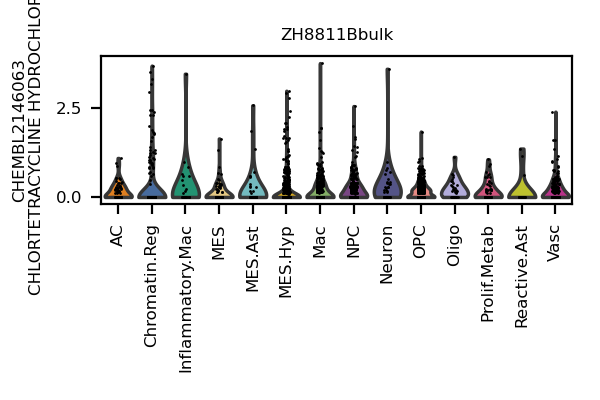 ZH8811Bbulk
CHEMBL2146063
CHLORTETRACYCLINE HYDROCHLOR
2.5
0.0
AC
Chromatin.Reg
Inflammatory.Mac
MES
MES.Ast
MES.Hyp
Mac
NPC
Neuron
OPC
Oligo
Prolif.Metab
Reactive.Ast
Vasc